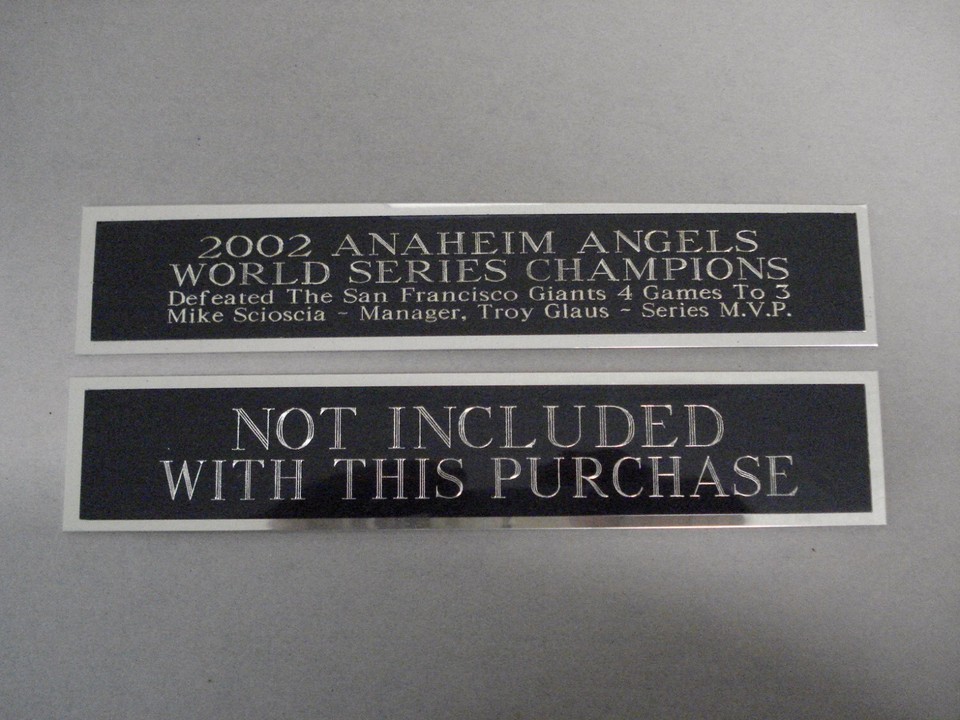 2002 ANAHEIM ANGELS
WORLD SERIES CHAMPIONS
Defeated The San Francisco Giants 4 Games To 3
Mike Scioscia ~ Manager, Troy Glaus ~ Series M.V.P.
NOT INCLUDED
WITH THIS PURCHASE